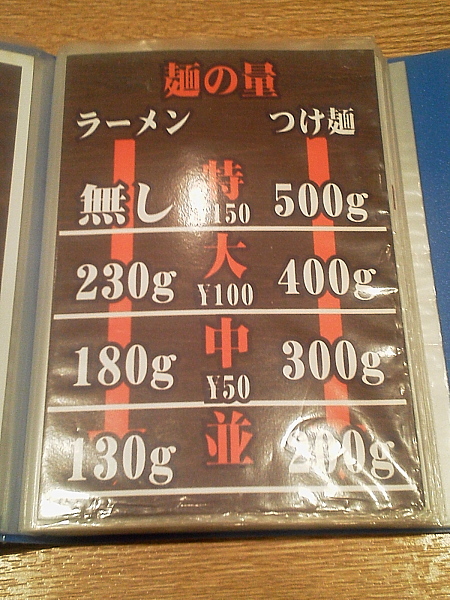 麺の量
ラーメン つけ麺
無し 特 500g
¥150
230g 大 400g
¥100
180g 中 300g
¥50
130g 並 200g